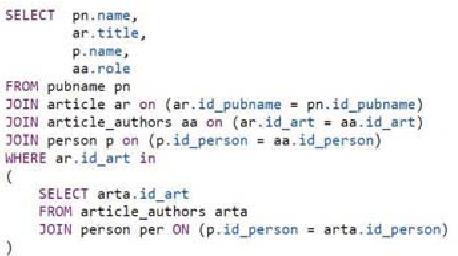 SELECT pn.name,
ar.title,
p.name,
aa.role
FROM pubname pn
JOIN article ar on (ar.id_pubname = pn.id_pubname)
JOIN article_authors aa on (ar.id_art = aa.id_art)
JOIN person p on (p.id_person = aa.id_person)
WHERE ar.id_art in
(
SELECT arta.id_art
FROM article_authors arta
JOIN person per ON (p.id_person = arta.id_person)
)